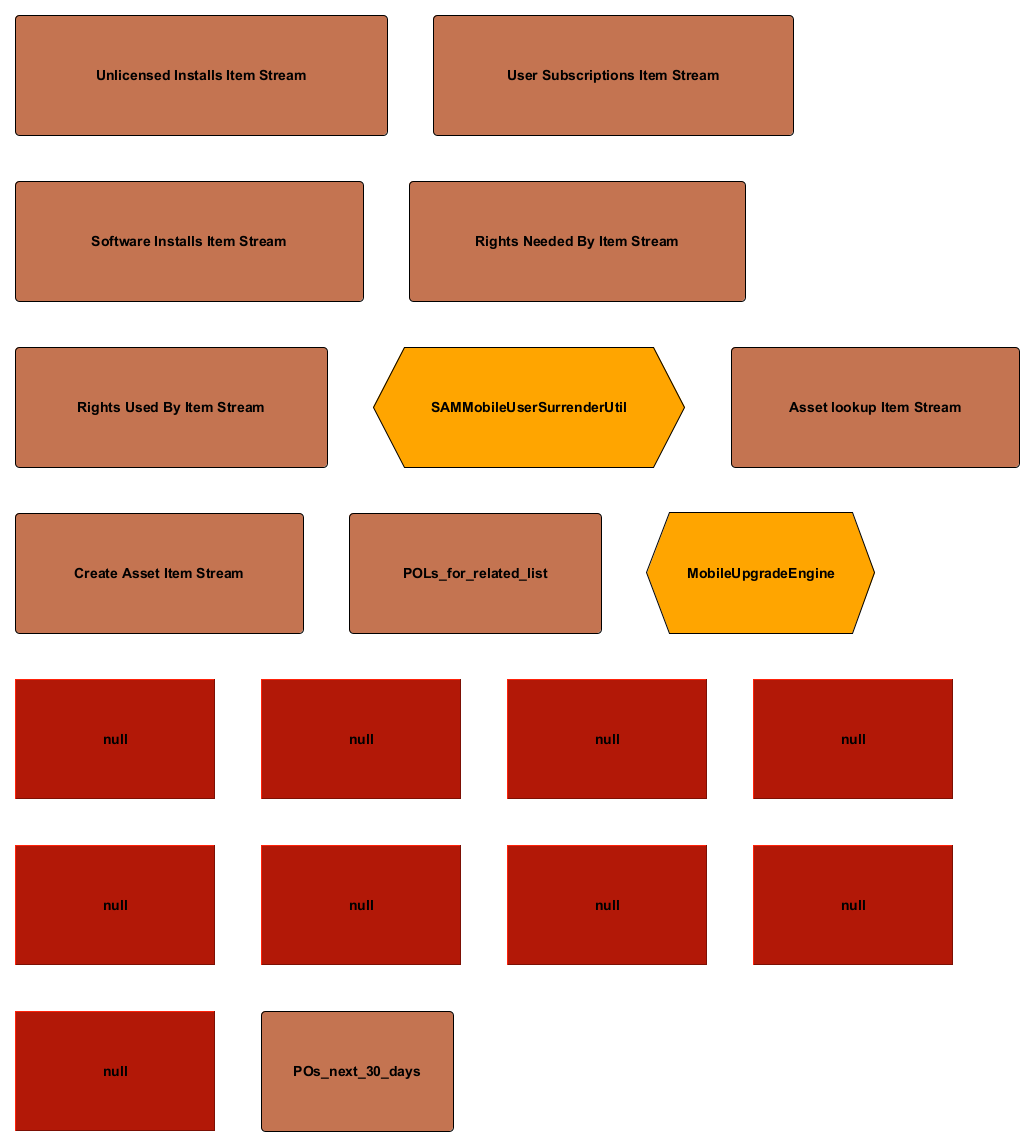 Unlicensed Installs Item Stream
User Subscriptions Item Stream
Software Installs Item Stream
Rights Needed By Item Stream
Rights Used By Item Stream
SAMMobileUserSurrenderUtil
Asset lookup Item Stream
Create Asset Item Stream
POLs_for_related_list
MobileUpgradeEngine
null
null
null
null
null
null
null
null
null
POs_next_30_days